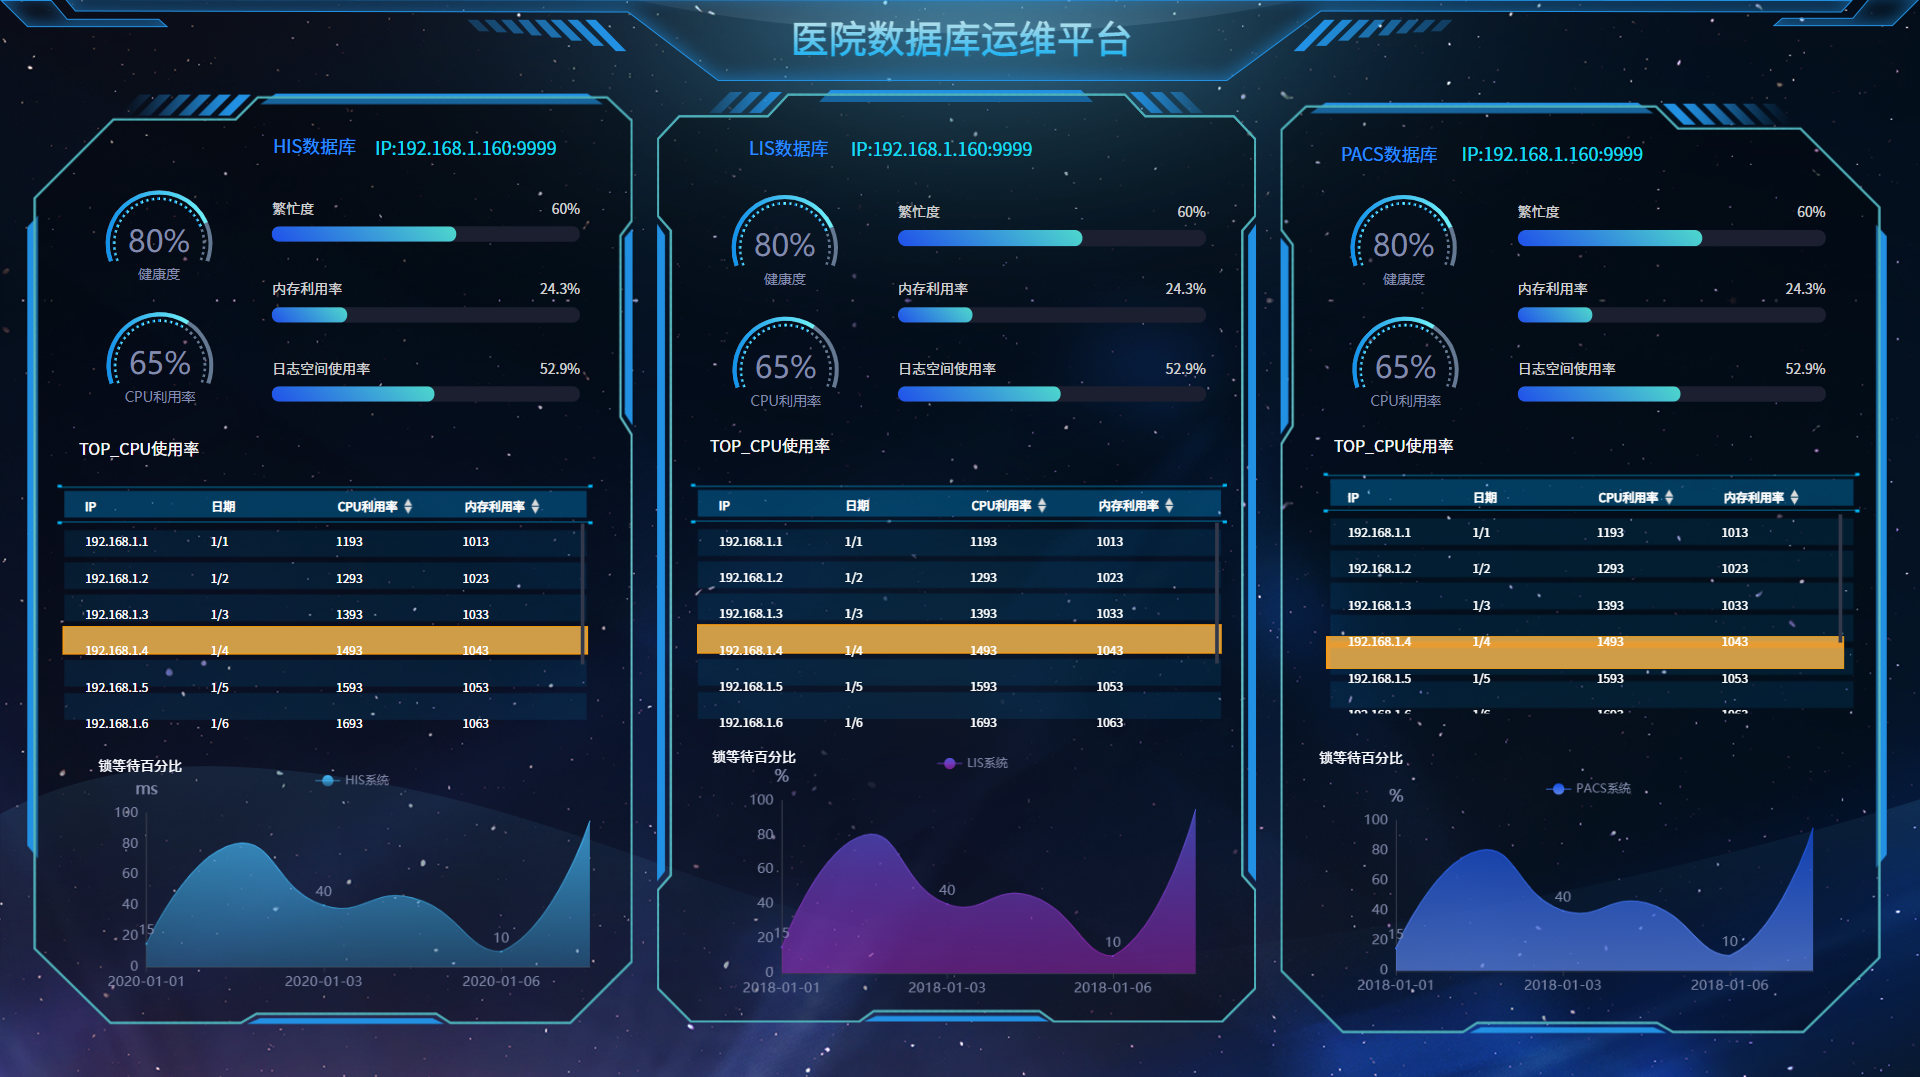 医院数据库运维平台
HIS数据库 IP:192.168.1.160:9999
80%
健康度
65%
CPU利用率
繁忙度 60%
内存利用率 24.3%
日志空间使用率 52.9%
TOP_CPU使用率
IP 日期 CPU利用率 内存利用率
192.168.1.1 1/1 1193 1013
192.168.1.2 1/2 1293 1023
192.168.1.3 1/3 1393 1033
192.168.1.4 1/4 1493 1043
192.168.1.5 1/5 1593 1053
192.168.1.6 1/6 1693 1063
锁等待百分比
ms
HIS系统
100
80
60
40
20
0
15
40
10
2020-01-01 2020-01-03 2020-01-06
LIS数据库 IP:192.168.1.160:9999
80%
健康度
65%
CPU利用率
繁忙度 60%
内存利用率 24.3%
日志空间使用率 52.9%
TOP_CPU使用率
IP 日期 CPU利用率 内存利用率
192.168.1.1 1/1 1193 1013
192.168.1.2 1/2 1293 1023
192.168.1.3 1/3 1393 1033
192.168.1.4 1/4 1493 1043
192.168.1.5 1/5 1593 1053
192.168.1.6 1/6 1693 1063
锁等待百分比
%
LIS系统
100
80
60
40
20
0
15
40
10
2018-01-01 2018-01-03 2018-01-06
PACS数据库 IP:192.168.1.160:9999
80%
健康度
65%
CPU利用率
繁忙度 60%
内存利用率 24.3%
日志空间使用率 52.9%
TOP_CPU使用率
IP 日期 CPU利用率 内存利用率
192.168.1.1 1/1 1193 1013
192.168.1.2 1/2 1293 1023
192.168.1.3 1/3 1393 1033
192.168.1.4 1/4 1493 1043
192.168.1.5 1/5 1593 1053
锁等待百分比
%
PACS系统
100
80
60
40
20
0
15
40
10
2018-01-01 2018-01-03 2018-01-06